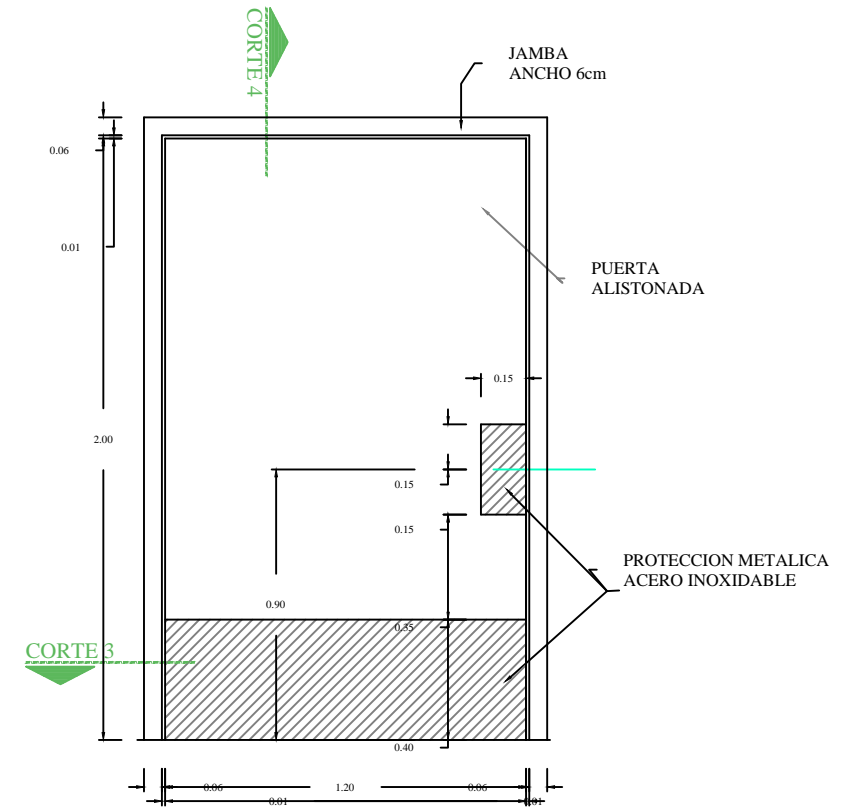 CORTE 4
JAMBA
ANCHO 6cm
0.06
0.01
PUERTA
ALISTONADA
0.15
2.00
0.15
0.15
PROTECCION METALICA
ACERO INOXIDABLE
0.90
0.35
CORTE 3
0.40
0.06 1.20 0.06
0.01 0.01